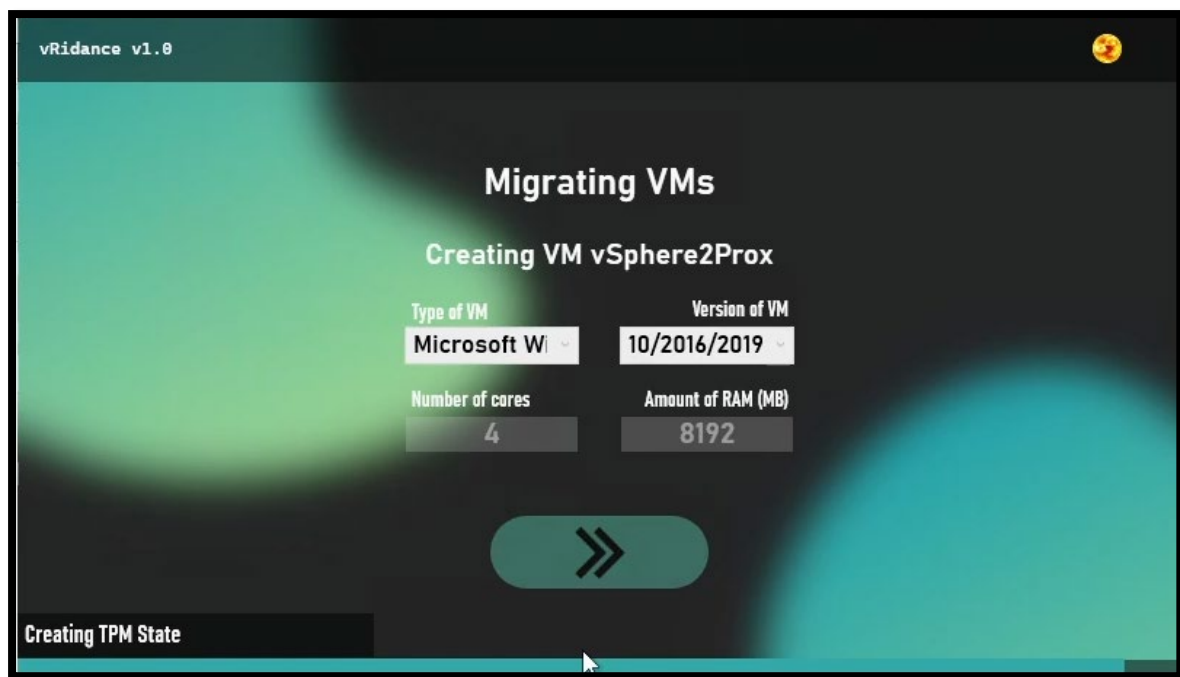 vRidance v1.0
Migrating VMs
Creating VM vSphere2Prox
Type of VM Version of VM
Microsoft Wi 10/2016/2019
Number of cores Amount of RAM (MB)
4 8192
Creating TPM State